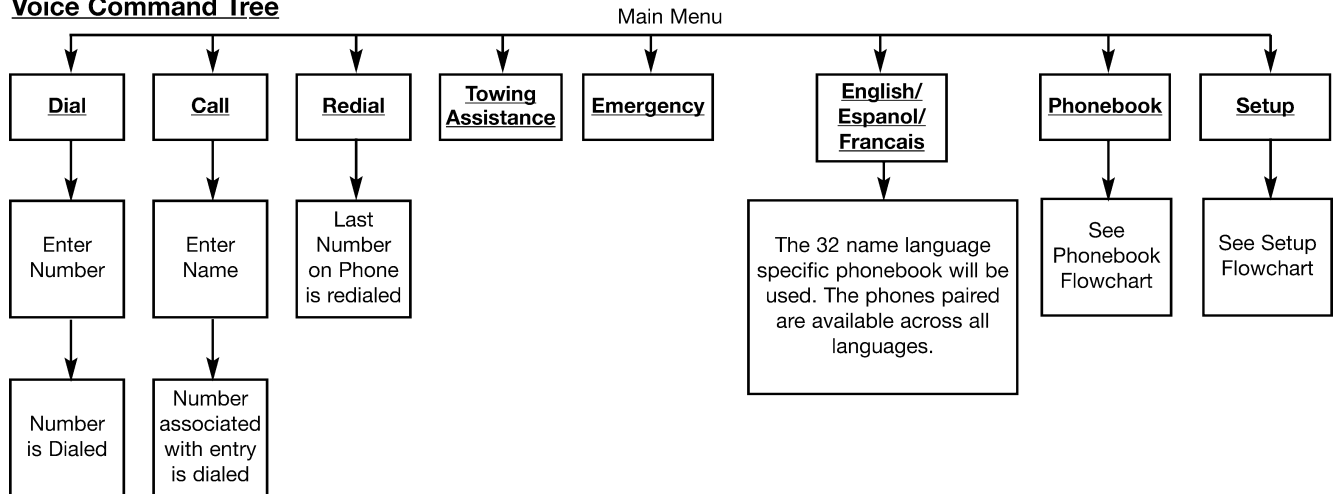 Voice Command Tree
Main Menu
Dial
Call
Redial
Towing
Assistance
Emergency
English/
Espanol/
Francais
Phonebook
Setup
Enter
Number
Enter
Name
Last
Number
on Phone
is redialed
The 32 name language
specific phonebook will be
used. The phones paired
are available across all
languages.
See
Phonebook
Flowchart
See Setup
Flowchart
Number
is Dialed
Number
associated
with entry
is dialed